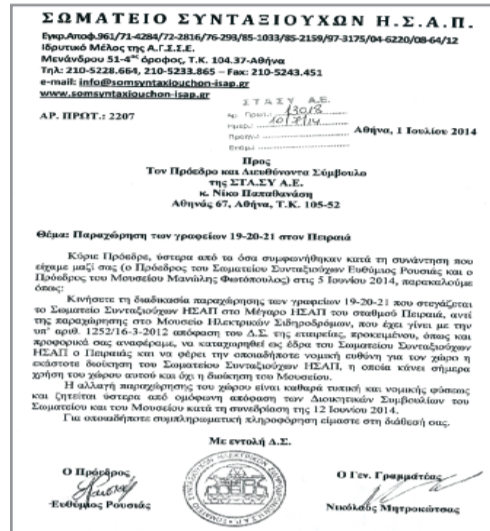 ΣΩΜΑΤΕΙΟ ΣΥΝΤΑΞΙΟΥΧΩΝ Η.Σ.Α.Π.
Εγκρ.Αποφ.961/71-4284/72-2816/76-293/85-1033/85-2159/97-3175/04-6220/08-64/12
Ιδρυτικό Μέλος της Α.Γ.Σ.Σ.Ε.
Μενάνδρου 51-4ος όροφος, Τ.Κ. 104.37-Αθήνα
Τηλ: 210-5228.664, 210-5233.865 – Fax: 210-5243.451
e-mail: info@somsyntaxiouchon-isap.gr
www.somsyntaxiouchon-isap.gr
ΣΤΑΣΥ Α.Ε.
ΑΡ. ΠΡΩΤ.: 2207
Αρ. Πρωτ.: 13018
10/7/14
Αθήνα, 1 Ιουλίου 2014
Προς
Τον Πρόεδρο και Διευθύνοντα Σύμβουλο
της ΣΤΑ.ΣΥ Α.Ε.
κ. Νίκο Παπαθανάση
Αθηνάς 67, Αθήνα, Τ.Κ. 105-52
Θέμα: Παραχώρηση των γραφείων 19-20-21 στον Πειραιά
Κύριε Πρόεδρε, ύστερα από τα όσα συμφωνήθηκαν κατά τη συνάντηση που
είχαμε μαζί σας (ο Πρόεδρος του Σωματείου Συνταξιούχων Ευθύμιος Ρουσιάς και ο
Πρόεδρος του Μουσείου Μανώλης Φωτόπουλος) στις 5 Ιουνίου 2014, παρακαλούμε
όπως:
Κινήσετε τη διαδικασία παραχώρησης των γραφείων 19-20-21 που στεγάζεται
το Σωματείο Συνταξιούχων ΗΣΑΠ στο Μέγαρο ΗΣΑΠ του σταθμού Πειραιά, αντί
της παραχώρησης στο Μουσείο Ηλεκτρικών Σιδηροδρόμων, που έχει γίνει με την
υπ' αριθ. 1252/16-3-2012 απόφαση του Δ.Σ. της εταιρείας, προκειμένου, όπως και
προφορικά σας αναφέραμε, να καταχωρηθεί ως έδρα του Σωματείου Συνταξιούχων
ΗΣΑΠ ο Πειραιάς και να φέρει την οποιαδήποτε νομική ευθύνη για τον χώρο η
εκάστοτε διοίκηση του Σωματείου Συνταξιούχων ΗΣΑΠ, η οποία κάνει σήμερα
χρήση του χώρου αυτού και όχι η διοίκηση του Μουσείου.
Η αλλαγή παραχώρησης του χώρου είναι καθαρά τυπική και νομικής φύσεως
και ζητείται ύστερα από ομόφωνη απόφαση των Διοικητικών Συμβουλίων του
Σωματείου και του Μουσείου κατά τη συνεδρίαση της 12 Ιουνίου 2014.
Για οποιαδήποτε συμπληρωματική πληροφόρηση είμαστε στη διάθεσή σας.
Με εντολή Δ.Σ.
Ο Πρόεδρος
Ο Γεν. Γραμματέας
Ευθύμιος Ρουσιάς
Νικόλαος Μητροκώτσας